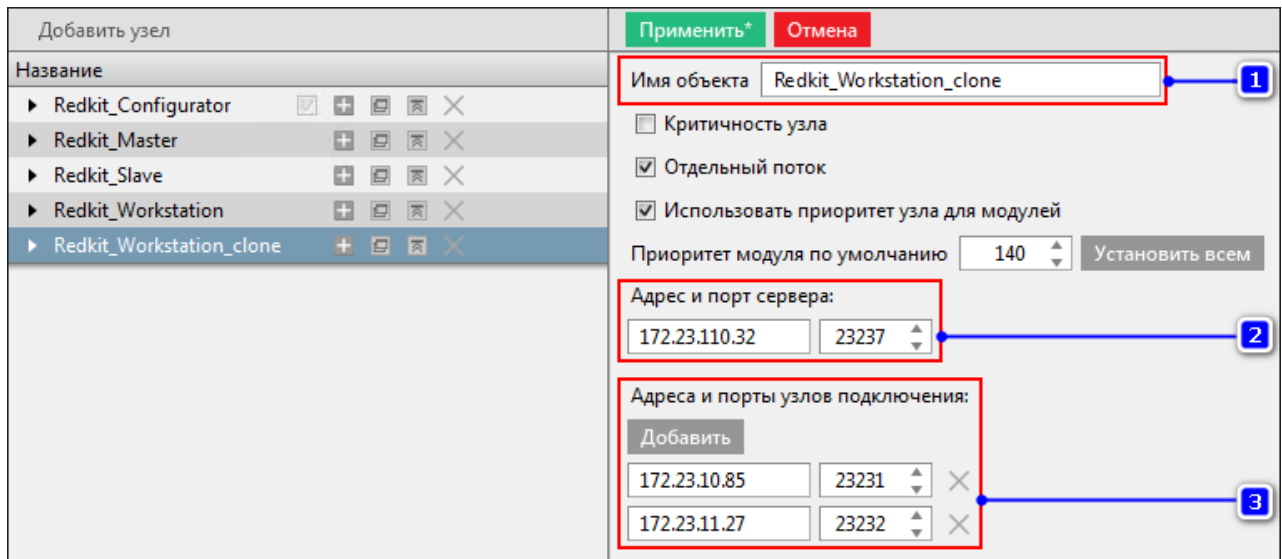 Добавить узел
Применить* Отмена
Название
Имя объекта Redkit_Workstation_clone 1
Redkit_Configurator
Критичность узла
Redkit_Master
Отдельный поток
Redkit_Slave
Использовать приоритет узла для модулей
Redkit_Workstation
Redkit_Workstation_clone
Приоритет модуля по умолчанию 140 Установить всем
Адрес и порт сервера:
172.23.110.32 23237 2
Адреса и порты узлов подключения:
Добавить
172.23.10.85 23231
3
172.23.11.27 23232